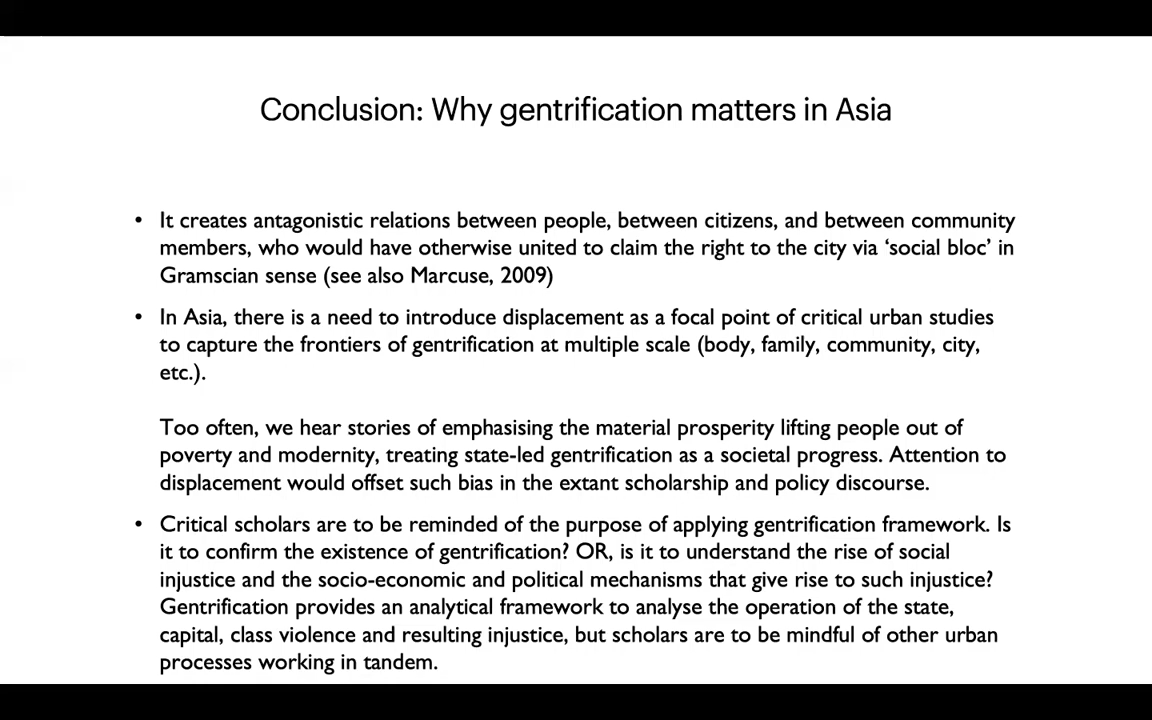 Conclusion: Why gentrification matters in Asia
• It creates antagonistic relations between people, between citizens, and between community
members, who would have otherwise united to claim the right to the city via ‘social bloc’ in
Gramscian sense (see also Marcuse, 2009)
• In Asia, there is a need to introduce displacement as a focal point of critical urban studies
to capture the frontiers of gentrification at multiple scale (body, family, community, city,
etc.).
Too often, we hear stories of emphasising the material prosperity lifting people out of
poverty and modernity, treating state-led gentrification as a societal progress. Attention to
displacement would offset such bias in the extant scholarship and policy discourse.
• Critical scholars are to be reminded of the purpose of applying gentrification framework. Is
it to confirm the existence of gentrification? OR, is it to understand the rise of social
injustice and the socio-economic and political mechanisms that give rise to such injustice?
Gentrification provides an analytical framework to analyse the operation of the state,
capital, class violence and resulting injustice, but scholars are to be mindful of other urban
processes working in tandem.